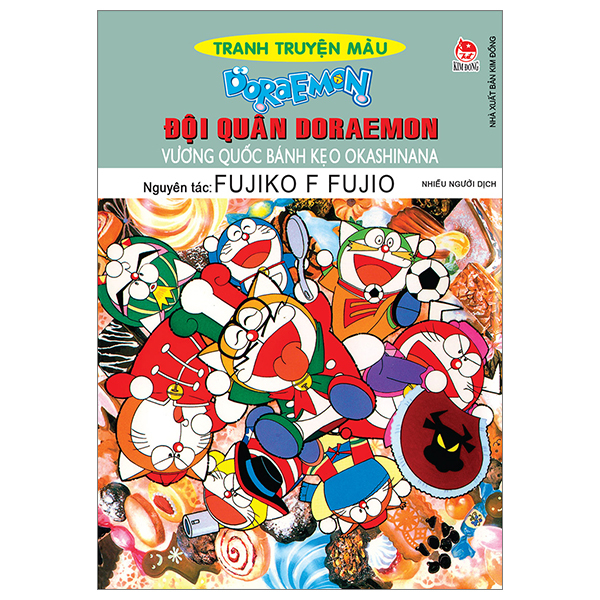 TRANH TRUYỆN MÀU
KIM ĐỒNG
NHÀ XUẤT BẢN KIM ĐỒNG
DORAEMON
ĐỘI QUÂN DORAEMON
VƯƠNG QUỐC BÁNH KẸO OKASHINANA
Nguyên tác: FUJIKO F FUJIO
NHIỀU NGƯỜI DỊCH